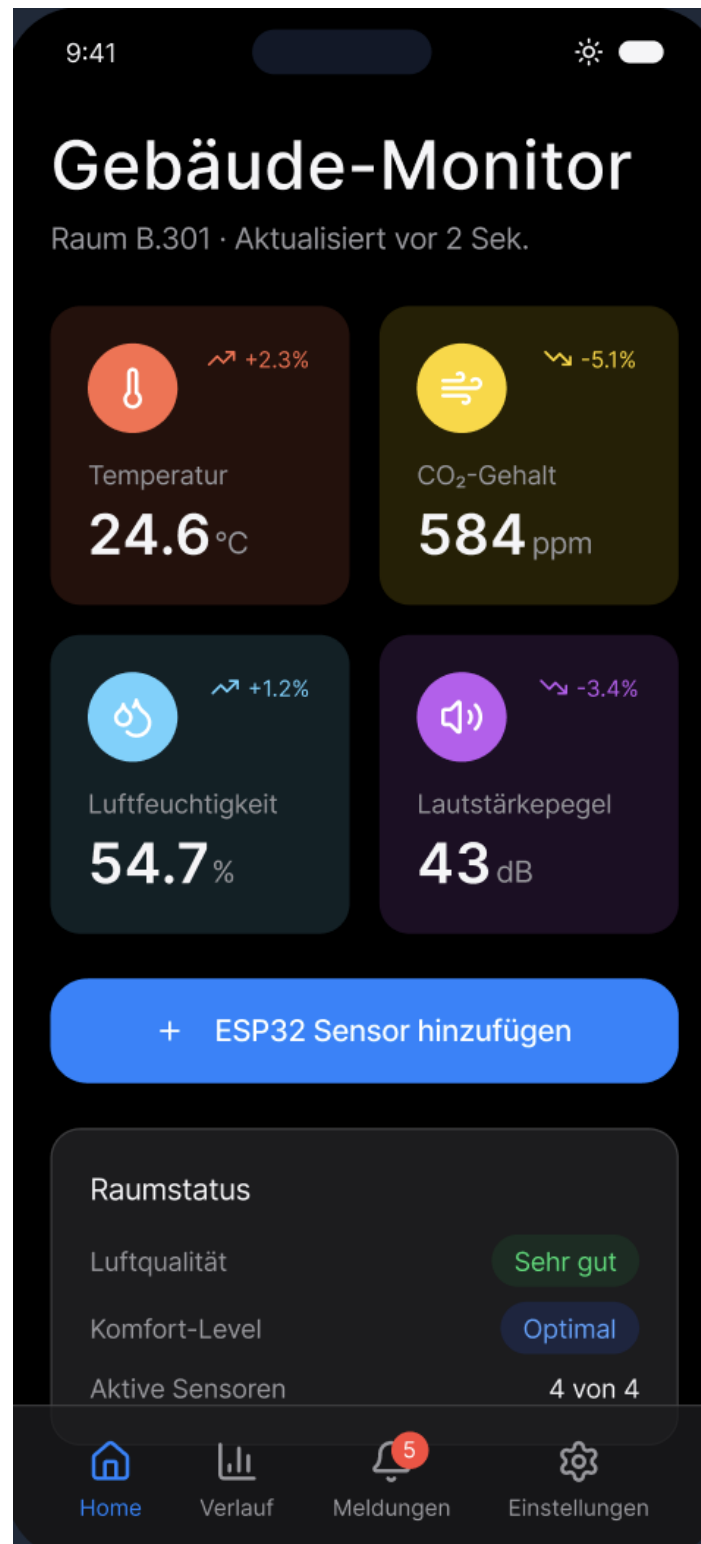 9:41
Gebäude-Monitor
Raum B.301 · Aktualisiert vor 2 Sek.
+2.3%
Temperatur
24.6 °C
-5.1%
CO₂-Gehalt
584 ppm
+1.2%
Luftfeuchtigkeit
54.7 %
-3.4%
Lautstärkepegel
43 dB
+ ESP32 Sensor hinzufügen
Raumstatus
Luftqualität Sehr gut
Komfort-Level Optimal
Aktive Sensoren 4 von 4
5
Home Verlauf Meldungen Einstellungen